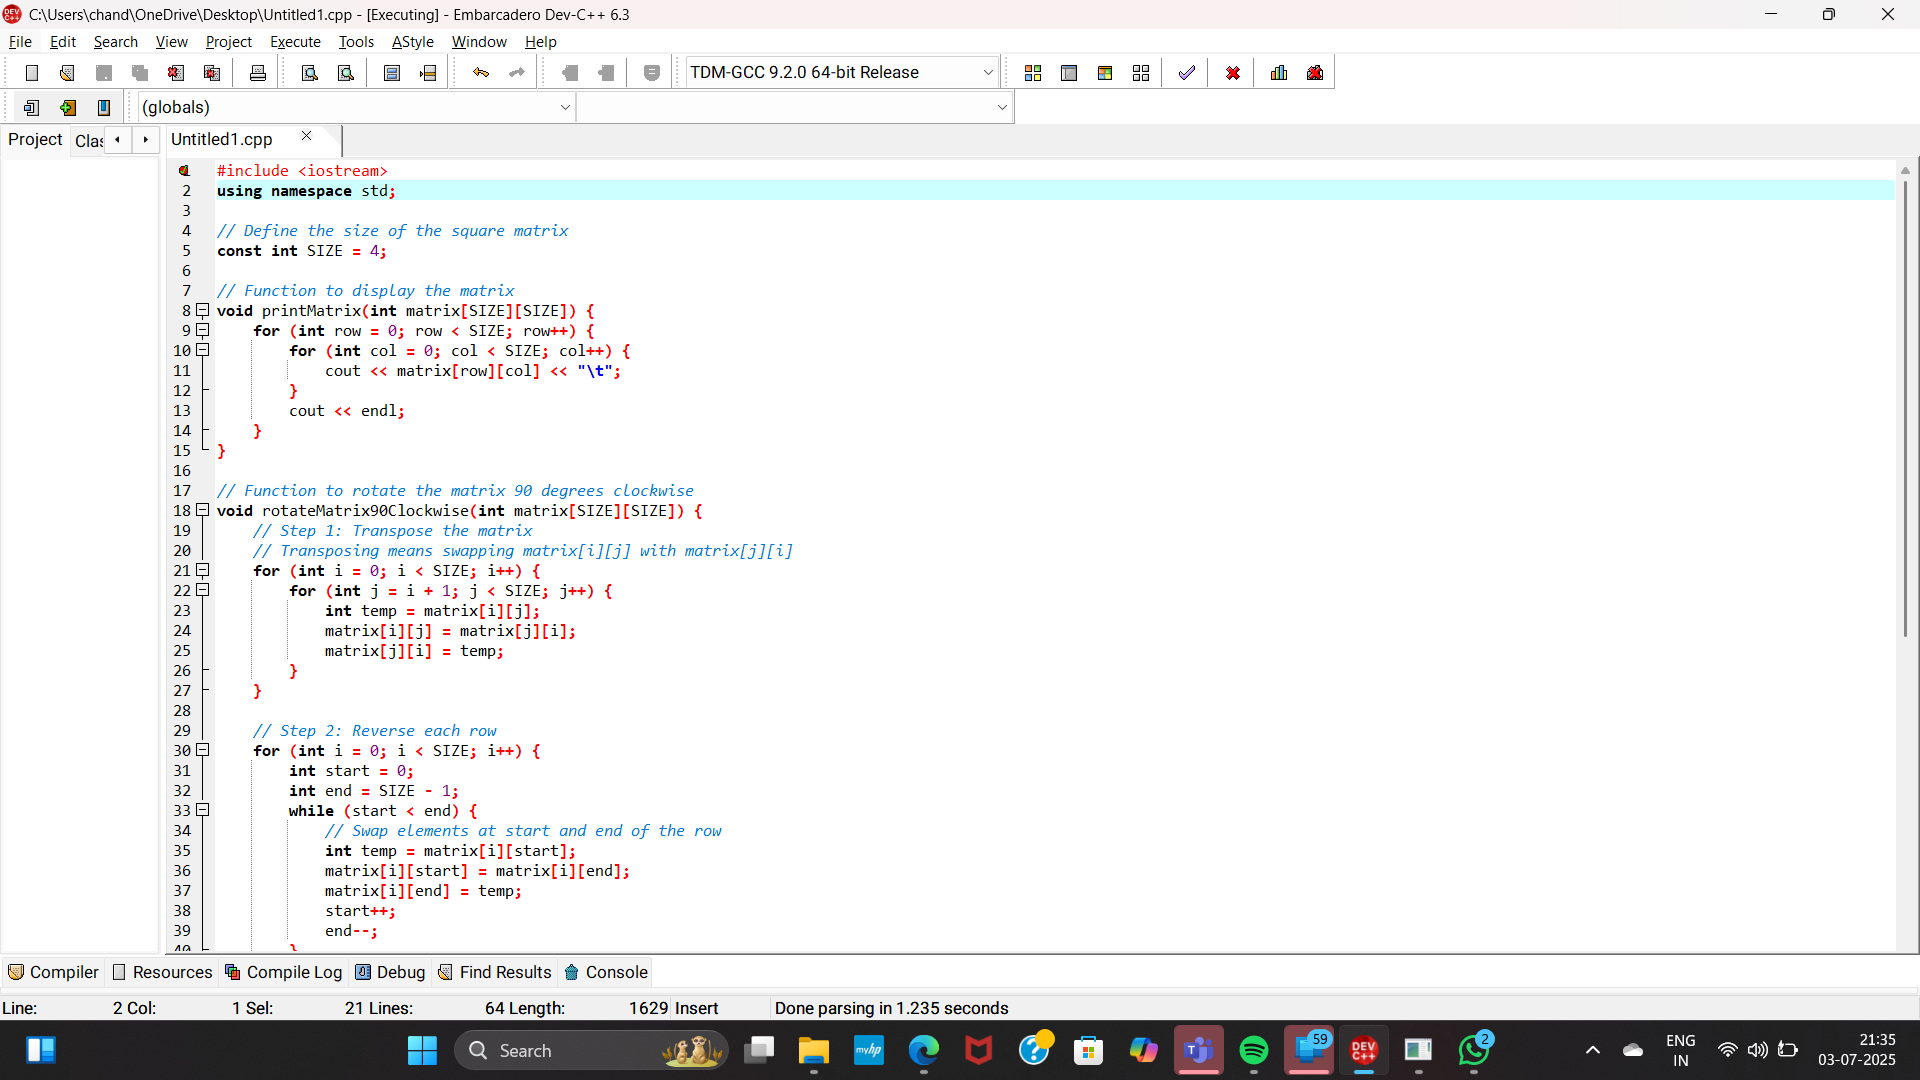 C:\Users\chand\OneDrive\Desktop\Untitled1.cpp - [Executing] - Embarcadero Dev-C++ 6.3
File Edit Search View Project Execute Tools AStyle Window Help
TDM-GCC 9.2.0 64-bit Release
(globals)
Project Clas Untitled1.cpp
#include <iostream>
2 using namespace std;
3
4 // Define the size of the square matrix
5 const int SIZE = 4;
6
7 // Function to display the matrix
8 void printMatrix(int matrix[SIZE][SIZE]) {
9 for (int row = 0; row < SIZE; row++) {
10 for (int col = 0; col < SIZE; col++) {
11 cout << matrix[row][col] << "\t";
12 }
13 cout << endl;
14 }
15 }
16
17 // Function to rotate the matrix 90 degrees clockwise
18 void rotateMatrix90Clockwise(int matrix[SIZE][SIZE]) {
19 // Step 1: Transpose the matrix
20 // Transposing means swapping matrix[i][j] with matrix[j][i]
21 for (int i = 0; i < SIZE; i++) {
22 for (int j = i + 1; j < SIZE; j++) {
23 int temp = matrix[i][j];
24 matrix[i][j] = matrix[j][i];
25 matrix[j][i] = temp;
26 }
27 }
28
29 // Step 2: Reverse each row
30 for (int i = 0; i < SIZE; i++) {
31 int start = 0;
32 int end = SIZE - 1;
33 while (start < end) {
34 // Swap elements at start and end of the row
35 int temp = matrix[i][start];
36 matrix[i][start] = matrix[i][end];
37 matrix[i][end] = temp;
38 start++;
39 end--;
40 }
Compiler Resources Compile Log Debug Find Results Console
Line: 2 Col: 1 Sel: 21 Lines: 64 Length: 1629 Insert Done parsing in 1.235 seconds
Search myhp 59 DEV C++ 2 ENG 21:35
IN 03-07-2025